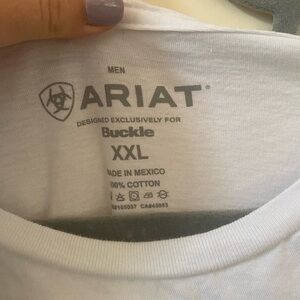 MEN
ARIAT®
DESIGNED EXCLUSIVELY FOR
Buckle
XXL
MADE IN MEXICO
100% COTTON